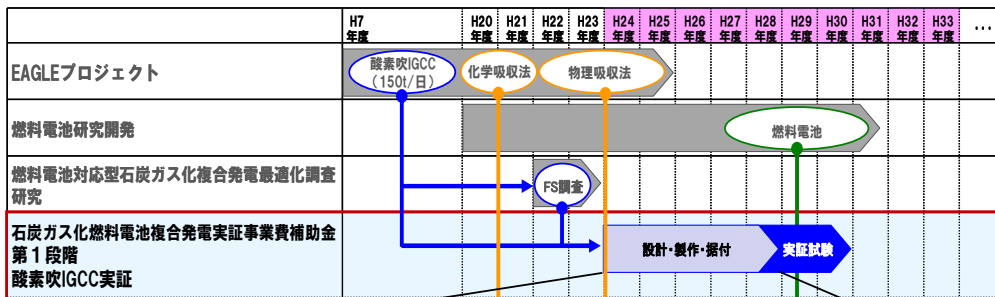 H7
年度
H20
年度
H21
年度
H22
年度
H23
年度
H24
年度
H25
年度
H26
年度
H27
年度
H28
年度
H29
年度
H30
年度
H31
年度
H32
年度
H33
年度
…
EAGLEプロジェクト
酸素吹IGCC
(150t/日)
化学吸収法
物理吸収法
燃料電池研究開発
燃料電池
燃料電池対応型石炭ガス化複合発電最適化調査
研究
FS調査
石炭ガス化燃料電池複合発電実証事業費補助金
第1段階
酸素吹IGCC実証
設計・製作・据付
実証試験